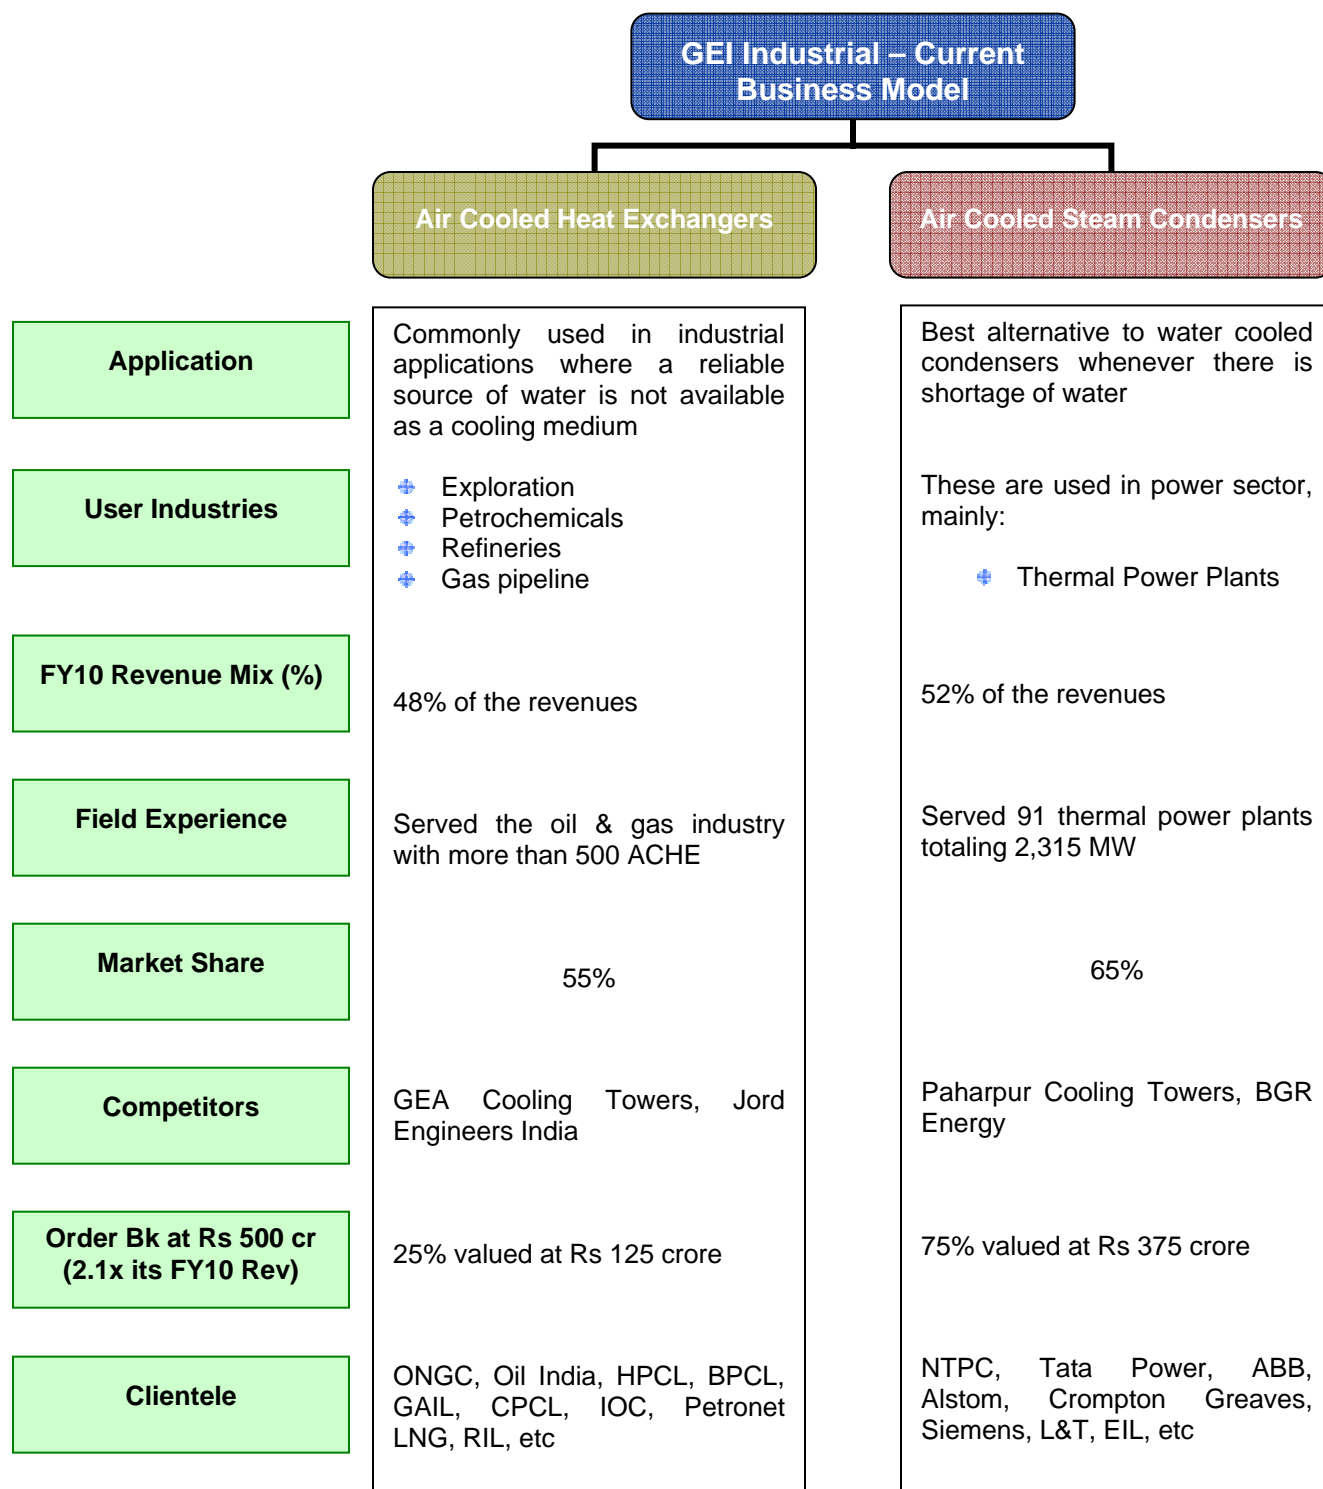 GEI Industrial – Current
Business Model
Air Cooled Heat Exchangers
Air Cooled Steam Condensers
Application
Commonly used in industrial
applications where a reliable
source of water is not available
as a cooling medium
Best alternative to water cooled
condensers whenever there is
shortage of water
User Industries
Exploration
Petrochemicals
Refineries
Gas pipeline
These are used in power sector,
mainly:
Thermal Power Plants
FY10 Revenue Mix (%)
48% of the revenues
52% of the revenues
Field Experience
Served the oil & gas industry
with more than 500 ACHE
Served 91 thermal power plants
totaling 2,315 MW
Market Share
55%
65%
Competitors
GEA Cooling Towers, Jord
Engineers India
Paharpur Cooling Towers, BGR
Energy
Order Bk at Rs 500 cr
(2.1x its FY10 Rev)
25% valued at Rs 125 crore
75% valued at Rs 375 crore
Clientele
ONGC, Oil India, HPCL, BPCL,
GAIL, CPCL, IOC, Petronet
LNG, RIL, etc
NTPC, Tata Power, ABB,
Alstom, Crompton Greaves,
Siemens, L&T, EIL, etc